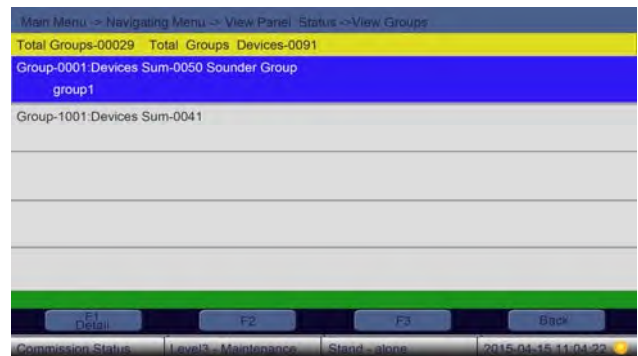 Main Menu -> Navigating Menu -> View Panel Status ->View Groups
Total Groups-00029 Total Groups Devices-0091
Group-0001:Devices Sum-0050 Sounder Group
group1
Group-1001:Devices Sum-0041
F1
Detail
F2
F3
Back
Commission Status
Level3 - Maintenance
Stand - alone
2015-04-15 11:04:22